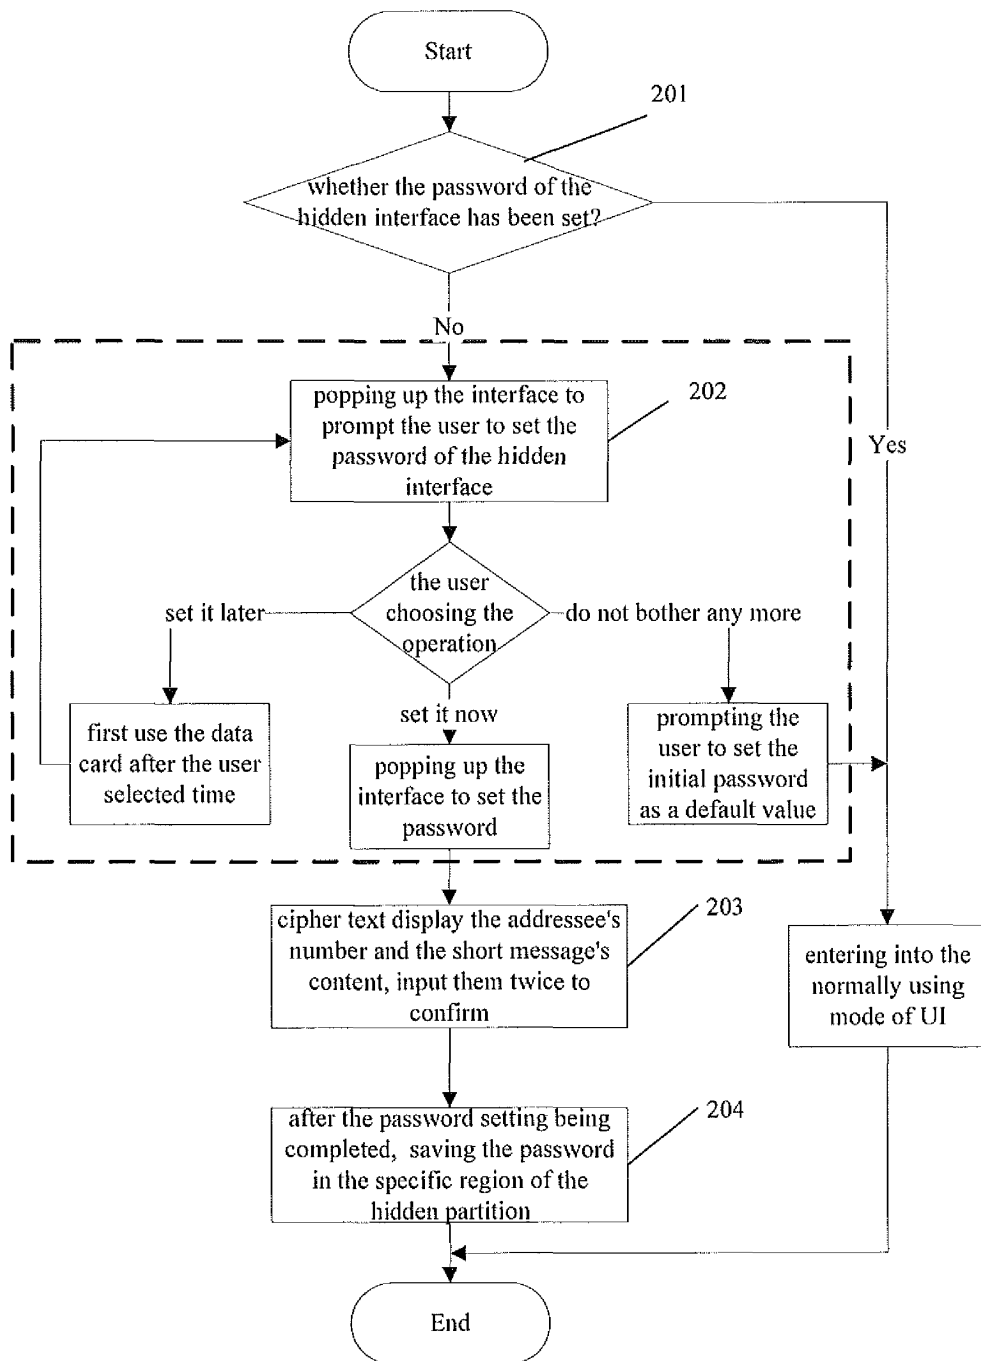 Start
201
whether the password of the
hidden interface has been set?
No
popping up the interface to
prompt the user to set the
password of the hidden
interface
202
Yes
the user
choosing the
operation
set it later
do not bother any more
set it now
first use the data
card after the user
selected time
popping up the
interface to set the
password
prompting the
user to set the
initial password
as a default value
cipher text display the addressee's
number and the short message's
content, input them twice to
confirm
203
entering into the
normally using
mode of UI
after the password setting being
completed, saving the password
in the specific region of the
hidden partition
204
End